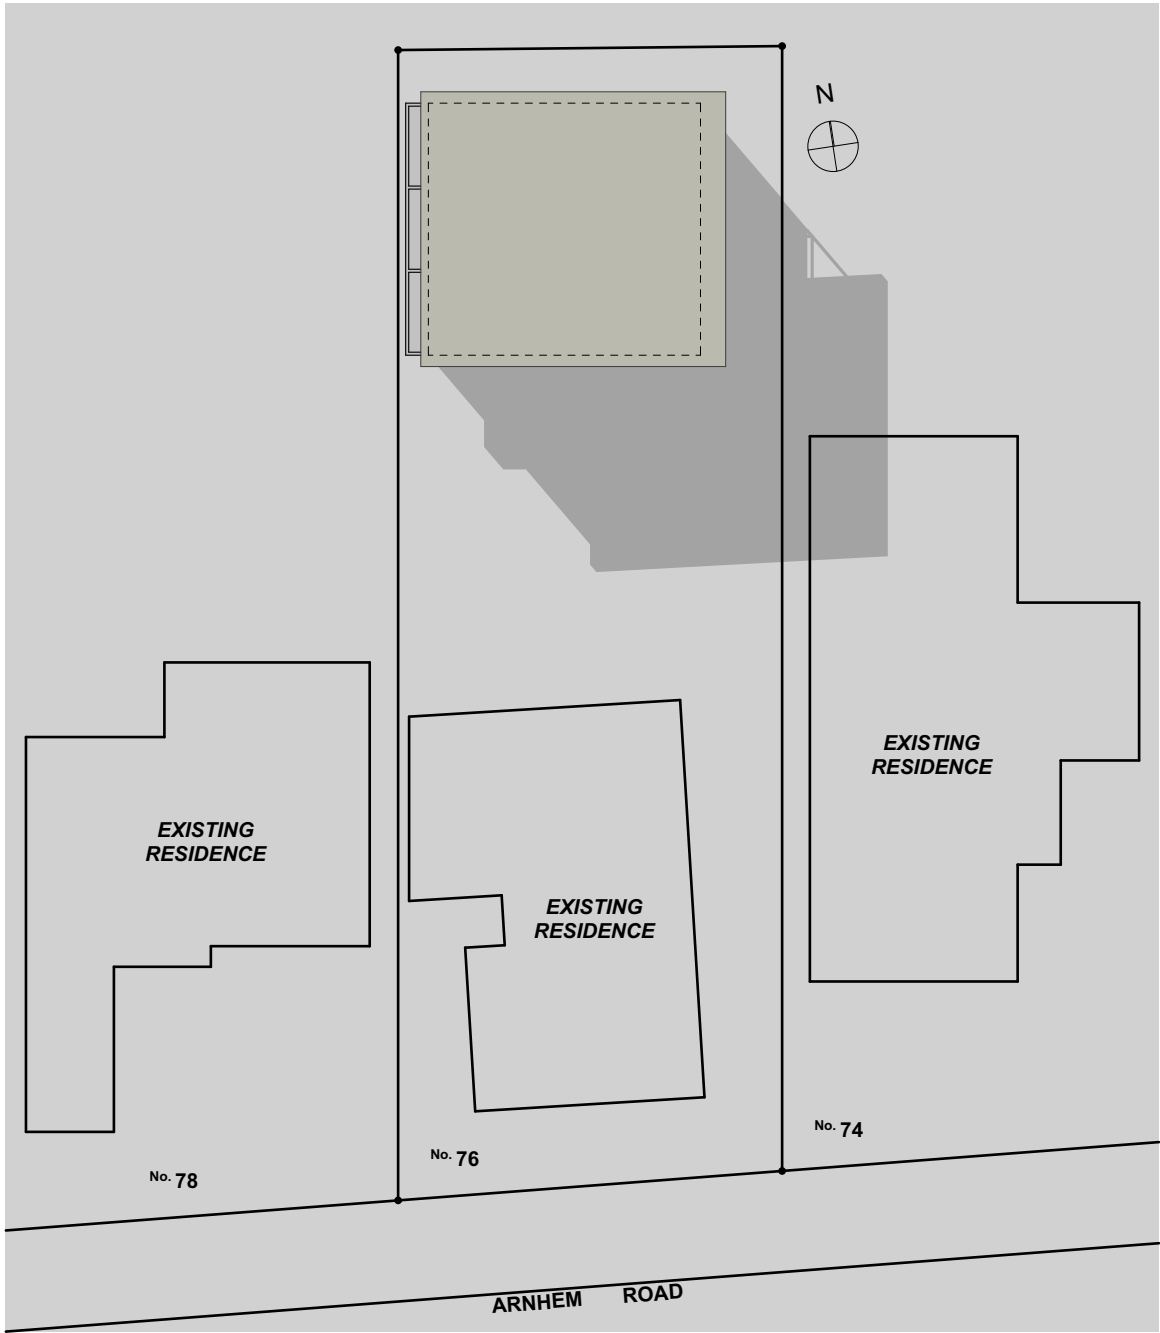 N
EXISTING
RESIDENCE
EXISTING
RESIDENCE
EXISTING
RESIDENCE
No. 74
No. 76
No. 78
ARNHEM ROAD